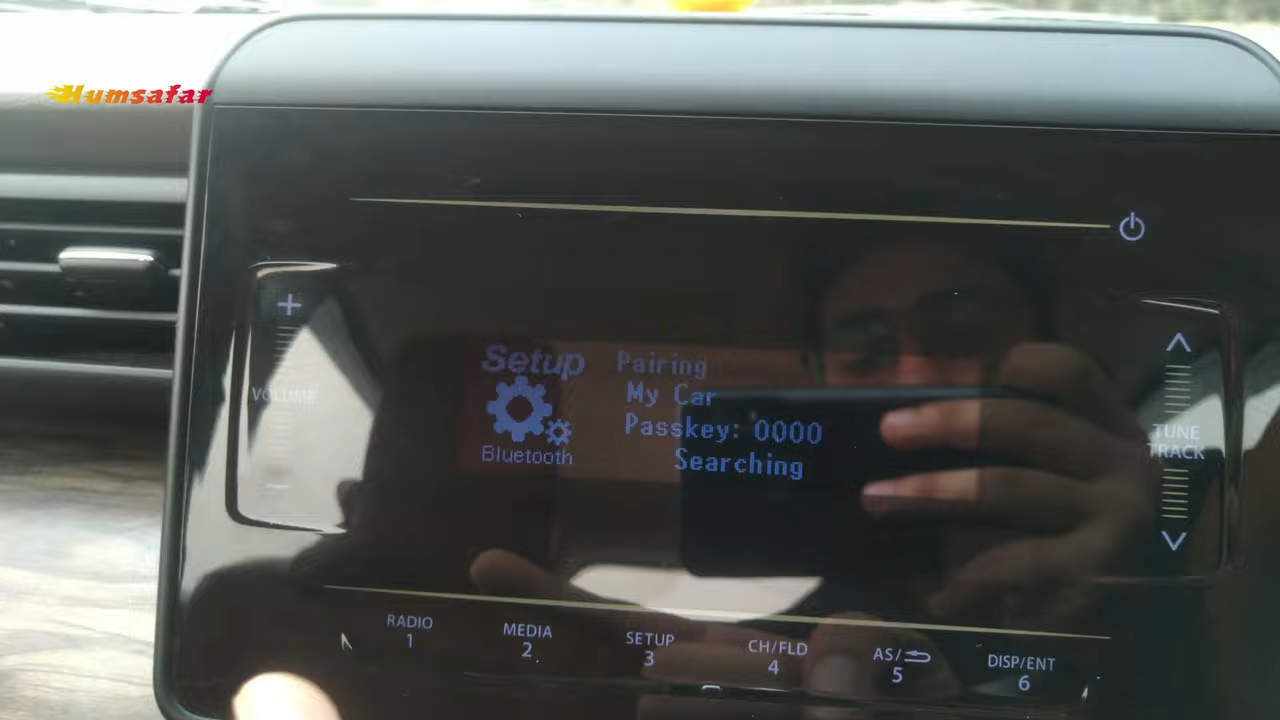 Humsafar
+
VOLUME
-
Setup
Bluetooth
Pairing
My Car
Passkey: 0000
Searching
TUNE
TRACK
RADIO
1
MEDIA
2
SETUP
3
CH/FLD
4
AS/
5
DISP/ENT
6